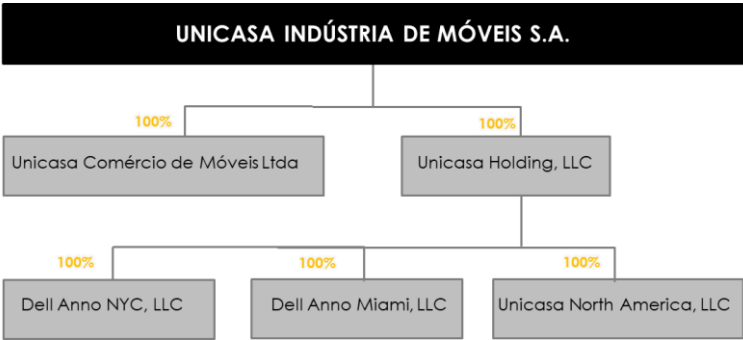 UNICASA INDÚSTRIA DE MÓVEIS S.A.
100%
100%
Unicasa Comércio de Móveis Ltda
Unicasa Holding, LLC
100%
100%
100%
Dell Anno NYC, LLC
Dell Anno Miami, LLC
Unicasa North America, LLC